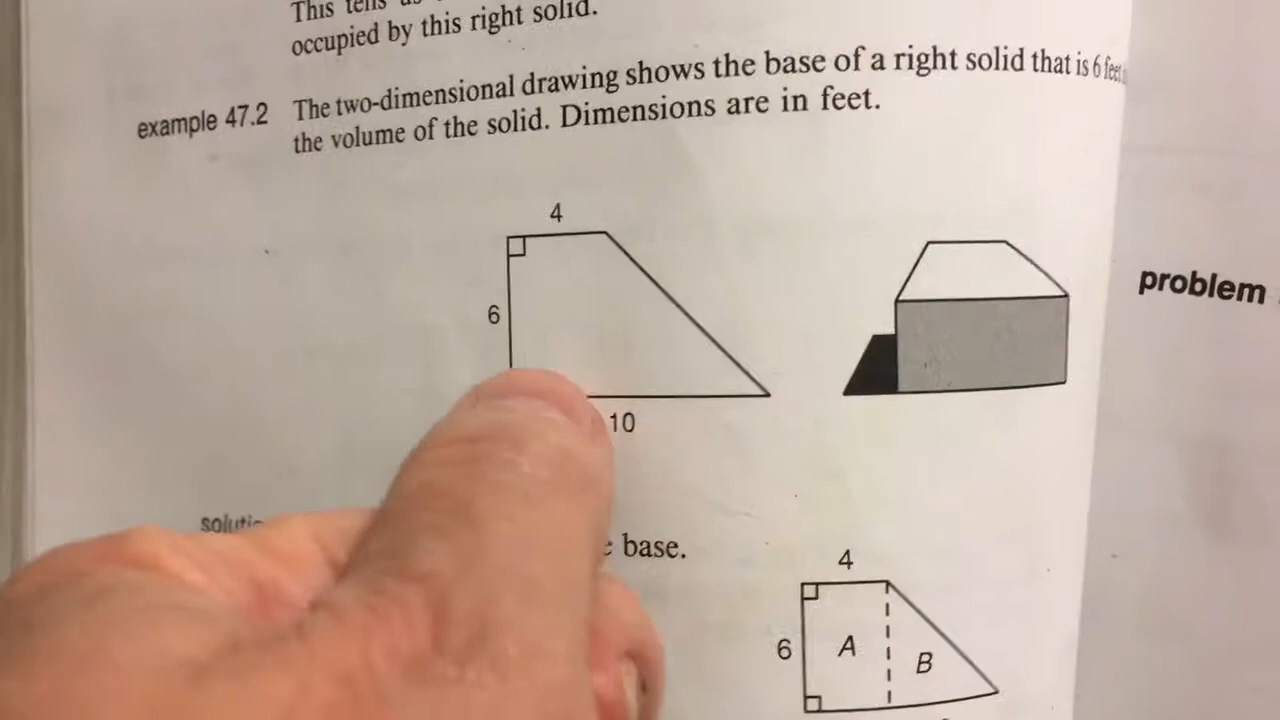 This
occupied by this right solid.
example 47.2 The two-dimensional drawing shows the base of a right solid that is 6 feet
the volume of the solid. Dimensions are in feet.
4
6
10
problem
base.
4
6
A
B